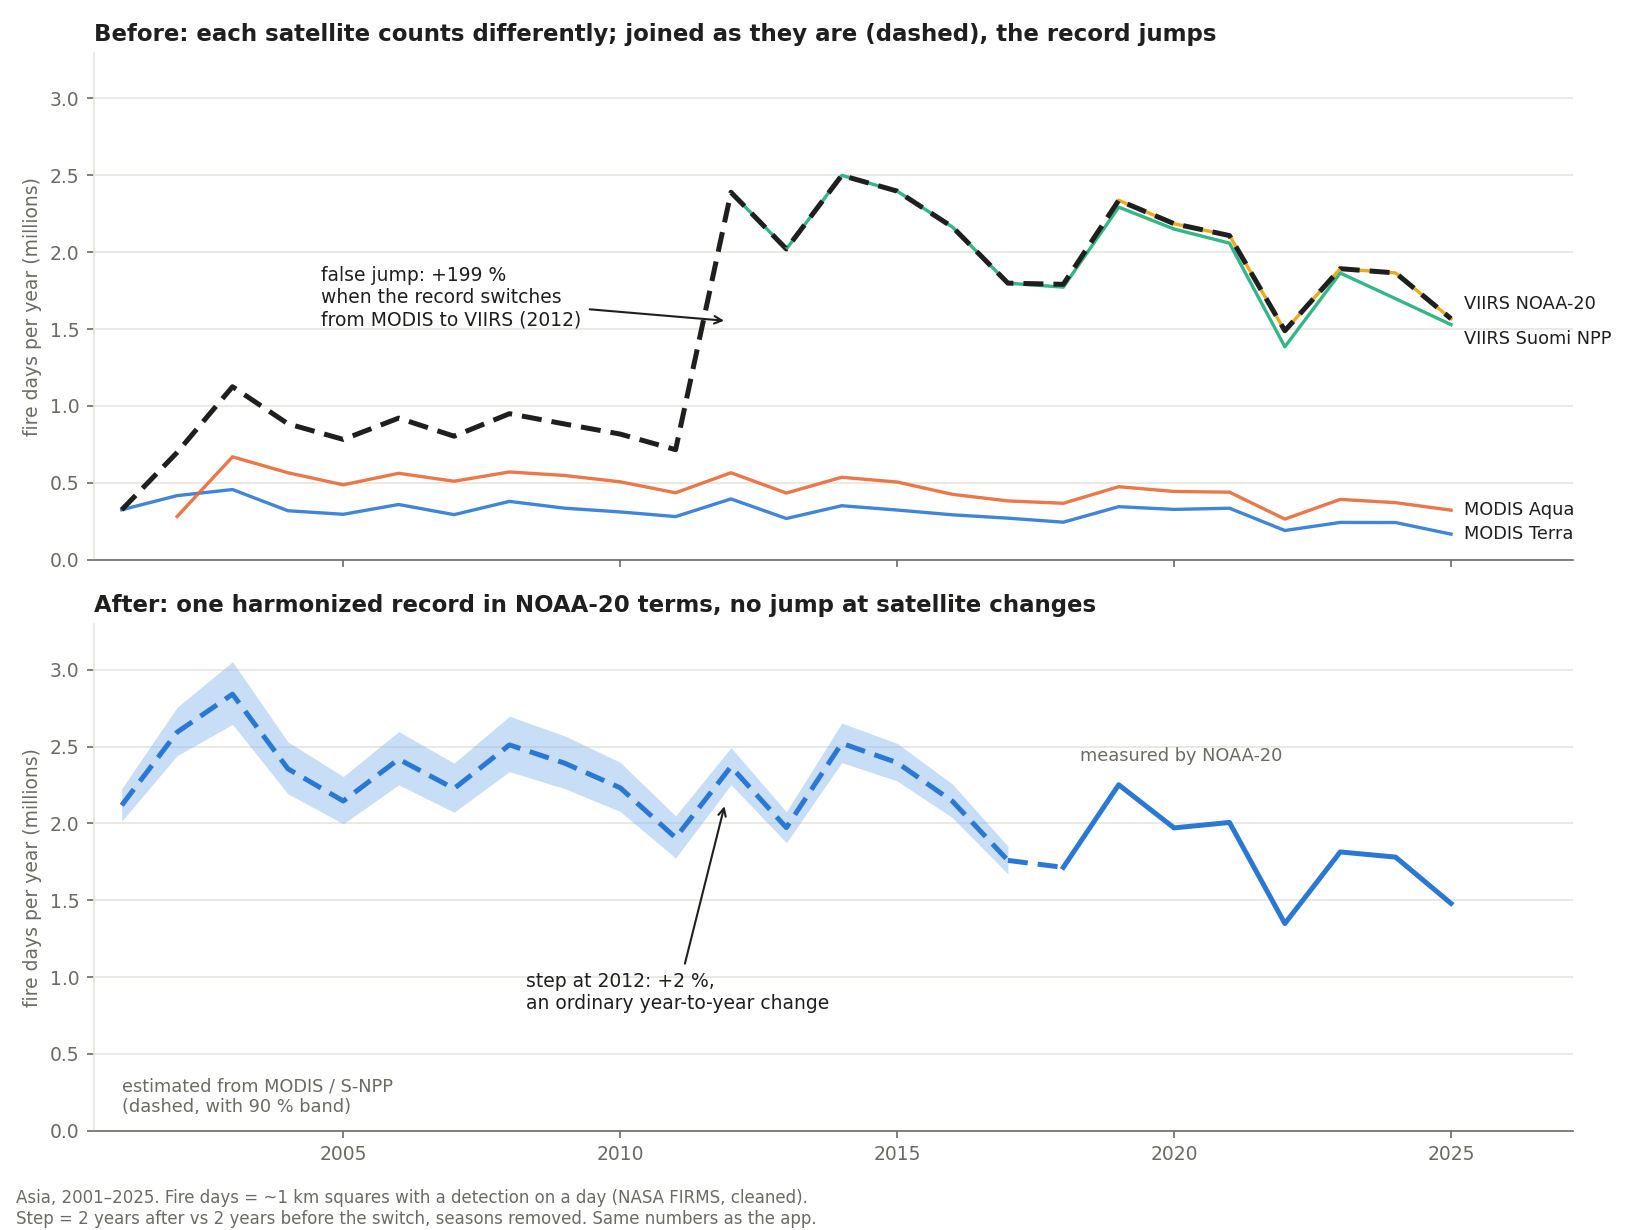 Before: each satellite counts differently; joined as they are (dashed), the record jumps
fire days per year (millions)
3.0
2.5
2.0
1.5
1.0
0.5
0.0
false jump: +199 %
when the record switches
from MODIS to VIIRS (2012)
VIIRS NOAA-20
VIIRS Suomi NPP
MODIS Aqua
MODIS Terra
After: one harmonized record in NOAA-20 terms, no jump at satellite changes
fire days per year (millions)
3.0
2.5
2.0
1.5
1.0
0.5
0.0
measured by NOAA-20
step at 2012: +2 %,
an ordinary year-to-year change
estimated from MODIS / S-NPP
(dashed, with 90 % band)
2005 2010 2015 2020 2025
Asia, 2001–2025. Fire days = ~1 km squares with a detection on a day (NASA FIRMS, cleaned).
Step = 2 years after vs 2 years before the switch, seasons removed. Same numbers as the app.